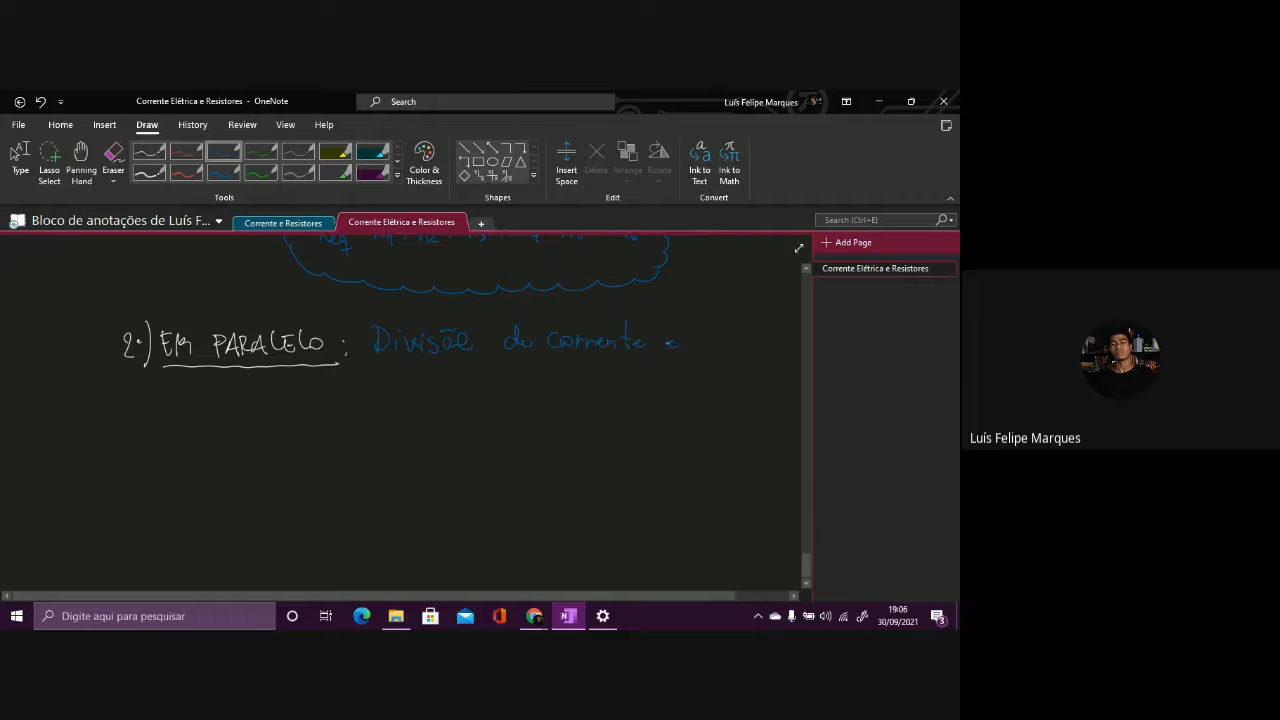 Corrente Elétrica e Resistores - OneNote
Search
Luís Felipe Marques
File Home Insert Draw History Review View Help
Type
Lasso Select
Panning Hand
Eraser
Color & Thickness
Insert Space
Delete
Arrange
Rotate
Ink to Text
Ink to Math
Tools
Shapes
Edit
Convert
Bloco de anotações de Luís F...
Corrente e Resistores
Corrente Elétrica e Resistores
+
Search (Ctrl+E)
Add Page
Corrente Elétrica e Resistores
2.) EM PARALELO : Divisão de corrente e
Luís Felipe Marques
Digite aqui para pesquisar
19:06
30/09/2021
3